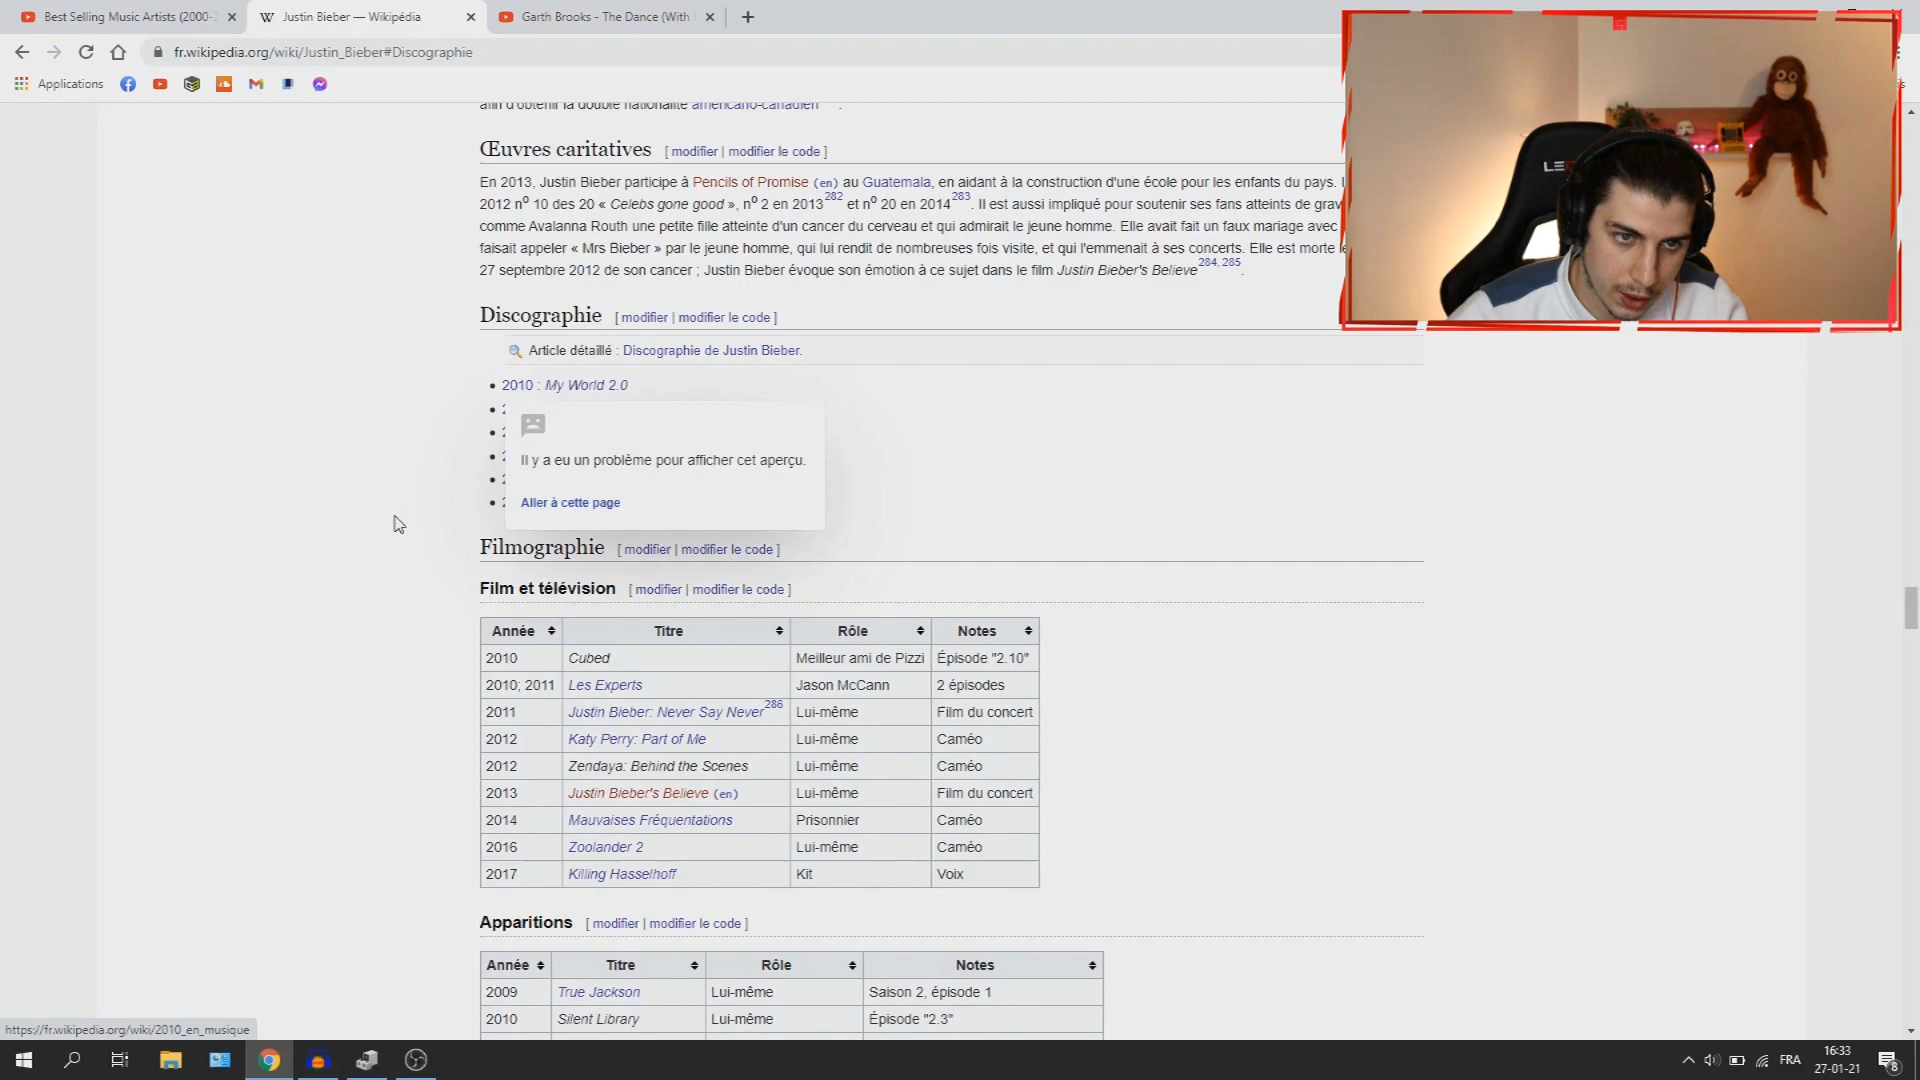 Best Selling Music Artists (2000-
Justin Bieber — Wikipédia
Garth Brooks - The Dance (With
fr.wikipedia.org/wiki/Justin_Bieber#Discographie
Applications
afin d'obtenir la double nationalité américano-canadien
Œuvres caritatives [ modifier | modifier le code ]
En 2013, Justin Bieber participe à Pencils of Promise (en) au Guatemala, en aidant à la construction d'une école pour les enfants du pays.
2012 nº 10 des 20 « Celebs gone good », nº 2 en 2013 282 et nº 20 en 2014 283. Il est aussi impliqué pour soutenir ses fans atteints de
comme Avalanna Routh une petite fille atteinte d'un cancer du cerveau et qui admirait le jeune homme. Elle avait fait un faux mariage avec
faisait appeler « Mrs Bieber » par le jeune homme, qui lui rendit de nombreuses fois visite, et qui l'emmenait à ses concerts. Elle est morte
27 septembre 2012 de son cancer ; Justin Bieber évoque son émotion à ce sujet dans le film Justin Bieber's Believe 284, 285.
Discographie [ modifier | modifier le code ]
Article détaillé : Discographie de Justin Bieber.
• 2010 : My World 2.0
Il y a eu un problème pour afficher cet aperçu.
Aller à cette page
Filmographie [ modifier | modifier le code ]
Film et télévision [ modifier | modifier le code ]
Année Titre Rôle Notes
2010 Cubed Meilleur ami de Pizzi Épisode "2.10"
2010; 2011 Les Experts Jason McCann 2 épisodes
2011 Justin Bieber: Never Say Never 286 Lui-même Film du concert
2012 Katy Perry: Part of Me Lui-même Caméo
2012 Zendaya: Behind the Scenes Lui-même Caméo
2013 Justin Bieber's Believe (en) Lui-même Film du concert
2014 Mauvaises Fréquentations Prisonnier Caméo
2016 Zoolander 2 Lui-même Caméo
2017 Killing Hasselhoff Kit Voix
Apparitions [ modifier | modifier le code ]
Année Titre Rôle Notes
2009 True Jackson Lui-même Saison 2, épisode 1
2010 Silent Library Lui-même Épisode "2.3"
https://fr.wikipedia.org/wiki/2010_en_musique
FRA
16:33
27-01-21
8